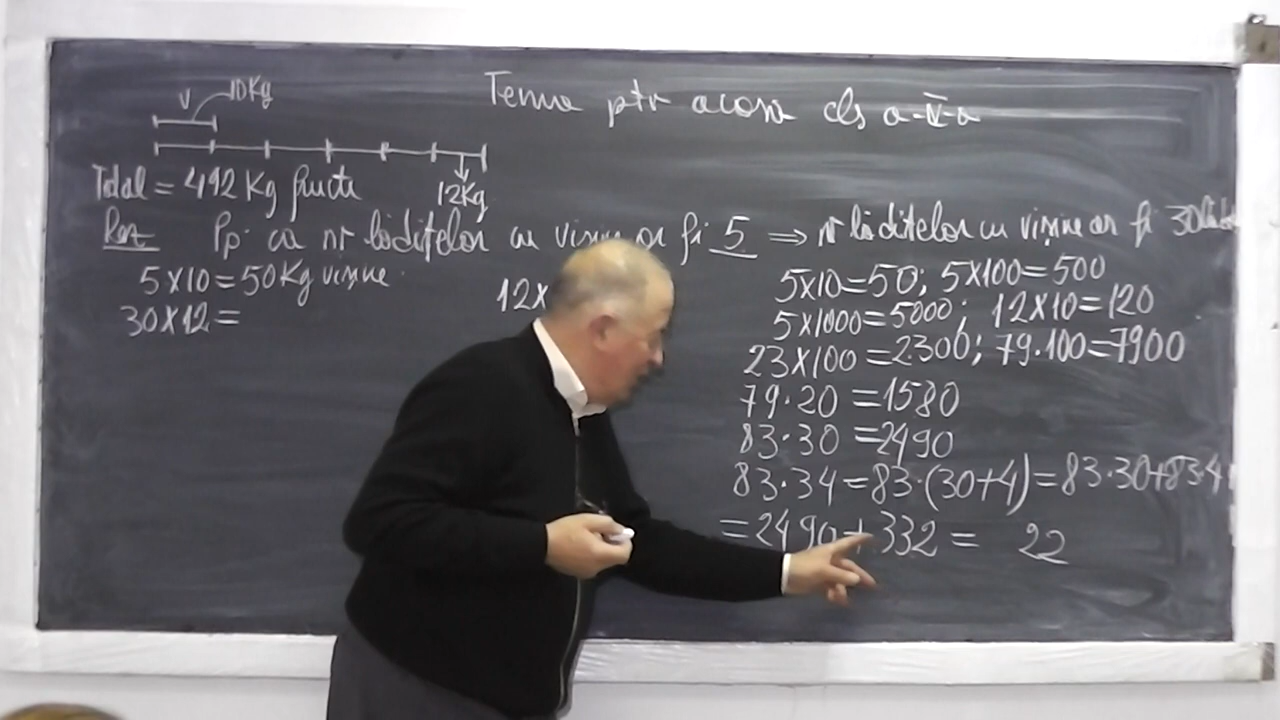 Tema ptr acasa cls a-V-a
V 10Kg
12Kg
Total = 492 Kg fructe
Rez Pp. ca nr lăditelor cu visine ar fi 5 ⇒ nr lăditelor cu visine ar fi 30
5x10=50Kg visine
30x12=
12x
5x10=50; 5x100=500
5x1000=5000; 12x10=120
23x100=2300; 79.100=7900
79·20=1580
83·30=2490
83·34=83·(30+4)=83·30+83·4
=2490+332= 22